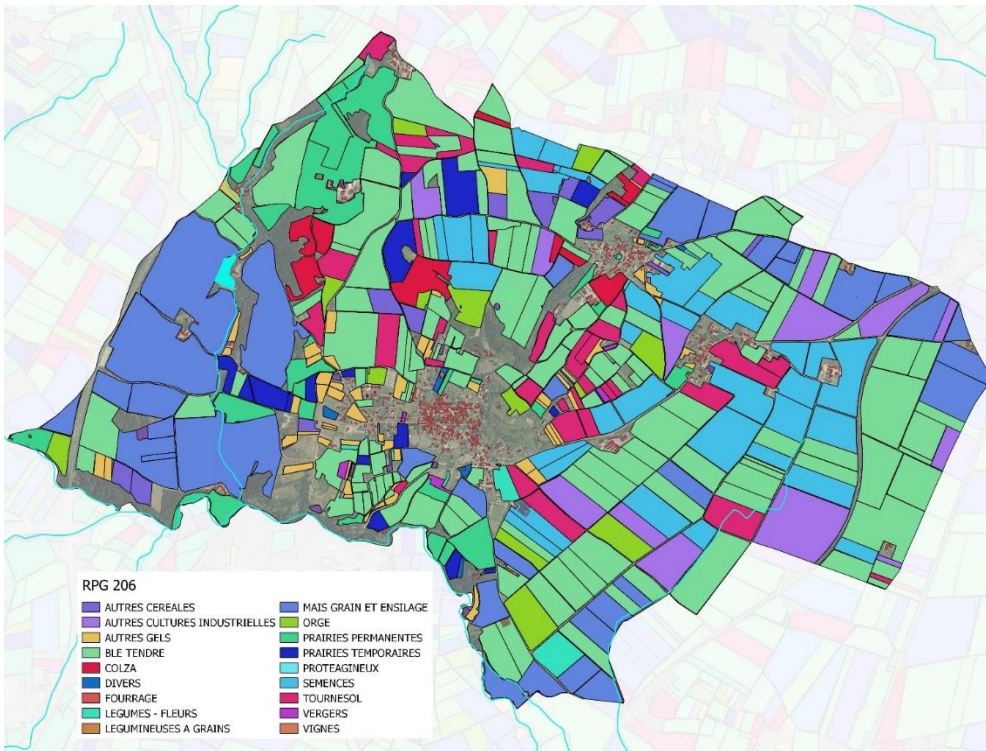 RPG 206
AUTRES CEREALES
AUTRES CULTURES INDUSTRIELLES
AUTRES GELS
BLE TENDRE
COLZA
DIVERS
FOURRAGE
LEGUMES - FLEURS
LEGUMINEUSES A GRAINS
MAIS GRAIN ET ENSILAGE
ORGE
PRAIRIES PERMANENTES
PRAIRIES TEMPORAIRES
PROTEAGINEUX
SEMENCES
TOURNESOL
VERGERS
VIGNES